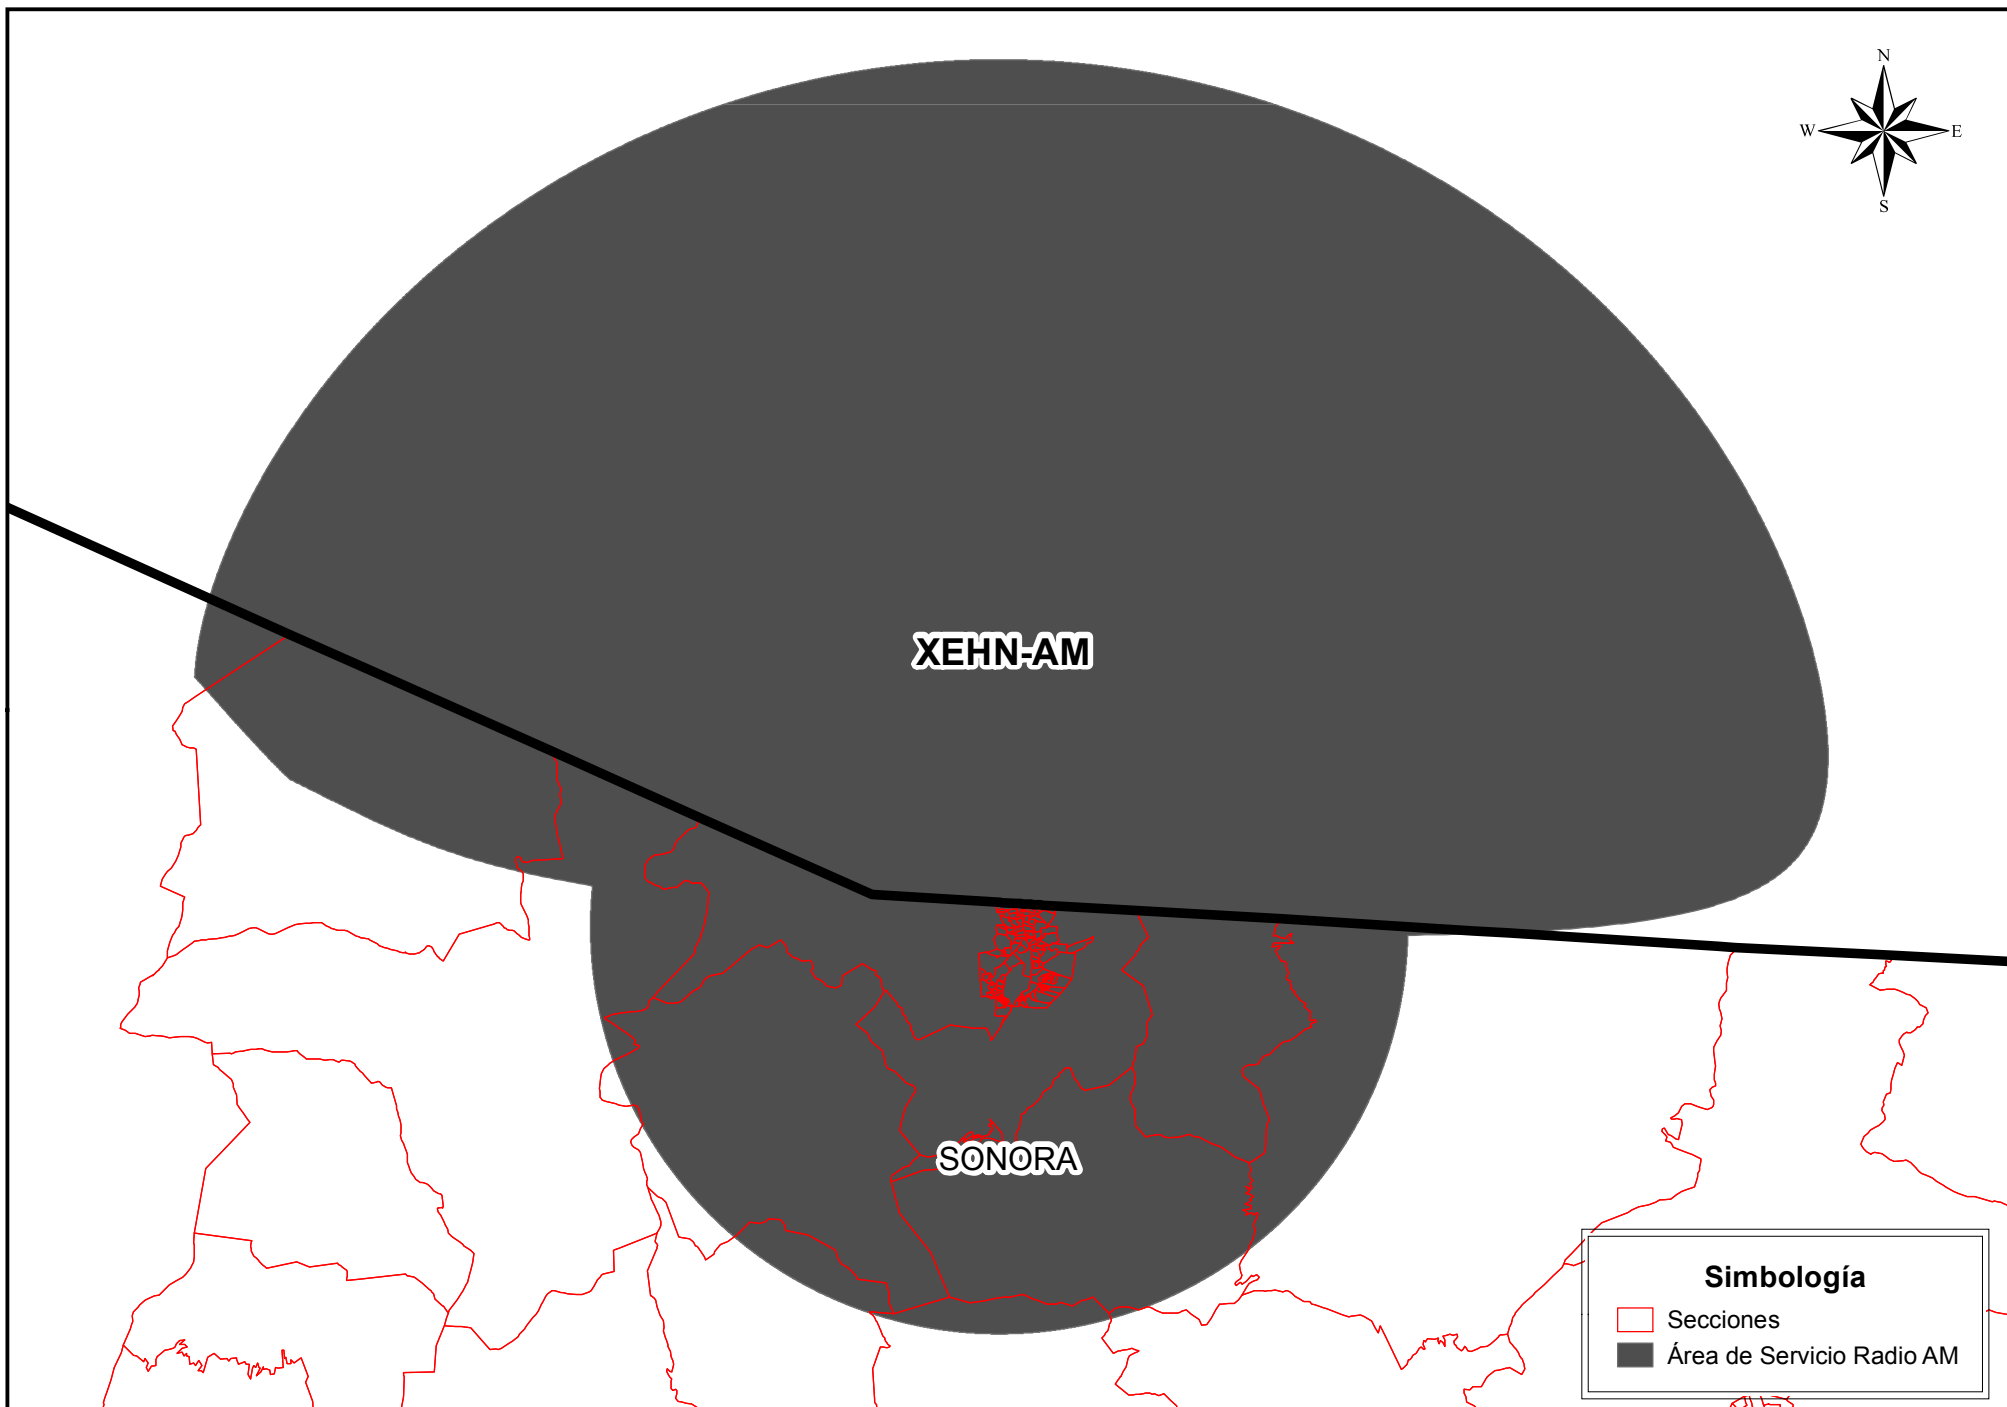 N
W E
S
XEHN-AM
SONORA
Simbología
Secciones
Área de Servicio Radio AM